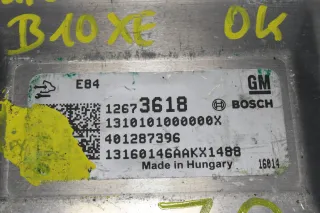 B10XE OK
E84 GM
12673618 BOSCH
1310101000000X
401287396
13160146AAKX1488
Made in Hungary 16014